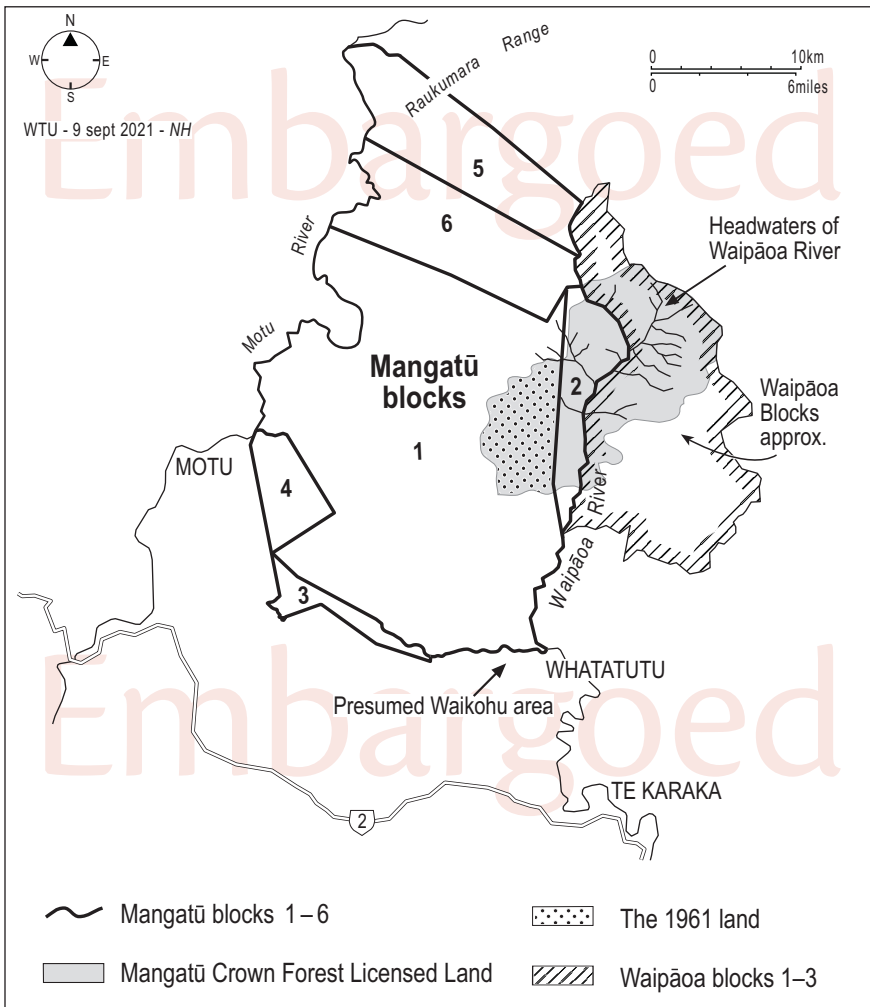 N
W E
S
WTU - 9 sept 2021 - NH
Embargoed
Raukumara Range
0 10km
0 6miles
5
6
River
Motu
Headwaters of
Waipāoa River
Mangatū
blocks
1
2
Waipāoa
Blocks
approx.
MOTU
4
3
Waipāoa River
WHATATUTU
Presumed Waikohu area
Embargoed
TE KARAKA
2
Mangatū blocks 1 – 6
The 1961 land
Mangatū Crown Forest Licensed Land
Waipāoa blocks 1–3